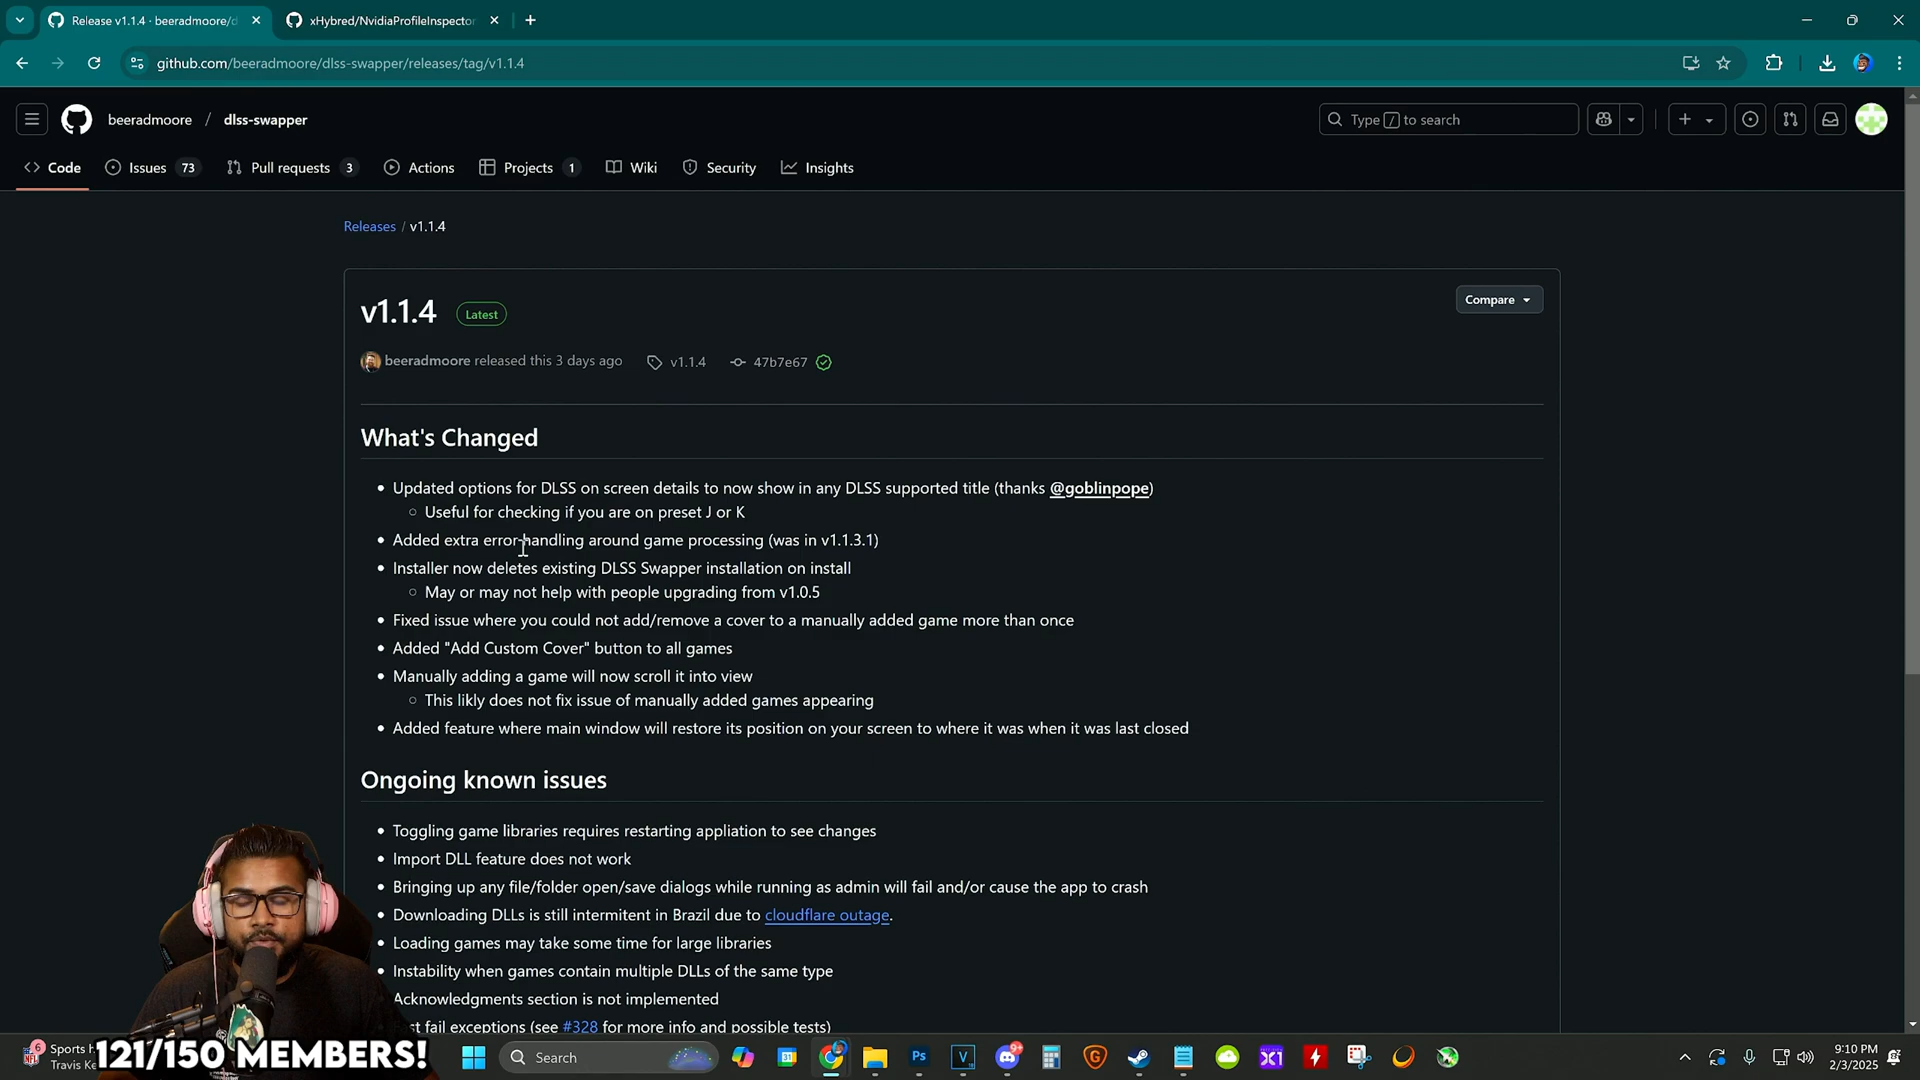 Release v1.1.4 · beeradmoore/d
xHybred/NvidiaProfileInspector
github.com/beeradmoore/dlss-swapper/releases/tag/v1.1.4
beeradmoore / dlss-swapper
Type / to search
Code
Issues 73
Pull requests 3
Actions
Projects 1
Wiki
Security
Insights
Releases / v1.1.4
v1.1.4 Latest
Compare
beeradmoore released this 3 days ago v1.1.4 47b7e67
What's Changed
Updated options for DLSS on screen details to now show in any DLSS supported title (thanks @goblinpope)
Useful for checking if you are on preset J or K
Added extra error handling around game processing (was in v1.1.3.1)
Installer now deletes existing DLSS Swapper installation on install
May or may not help with people upgrading from v1.0.5
Fixed issue where you could not add/remove a cover to a manually added game more than once
Added "Add Custom Cover" button to all games
Manually adding a game will now scroll it into view
This likly does not fix issue of manually added games appearing
Added feature where main window will restore its position on your screen to where it was when it was last closed
Ongoing known issues
Toggling game libraries requires restarting appliation to see changes
Import DLL feature does not work
Bringing up any file/folder open/save dialogs while running as admin will fail and/or cause the app to crash
Downloading DLLs is still intermitent in Brazil due to cloudflare outage.
Loading games may take some time for large libraries
Instability when games contain multiple DLLs of the same type
Acknowledgments section is not implemented
fail exceptions (see #328 for more info and possible tests)
6
Sports
Travis
121/150 MEMBERS!
Search
Ps
V
9+
G
X1
9:10 PM
2/3/2025